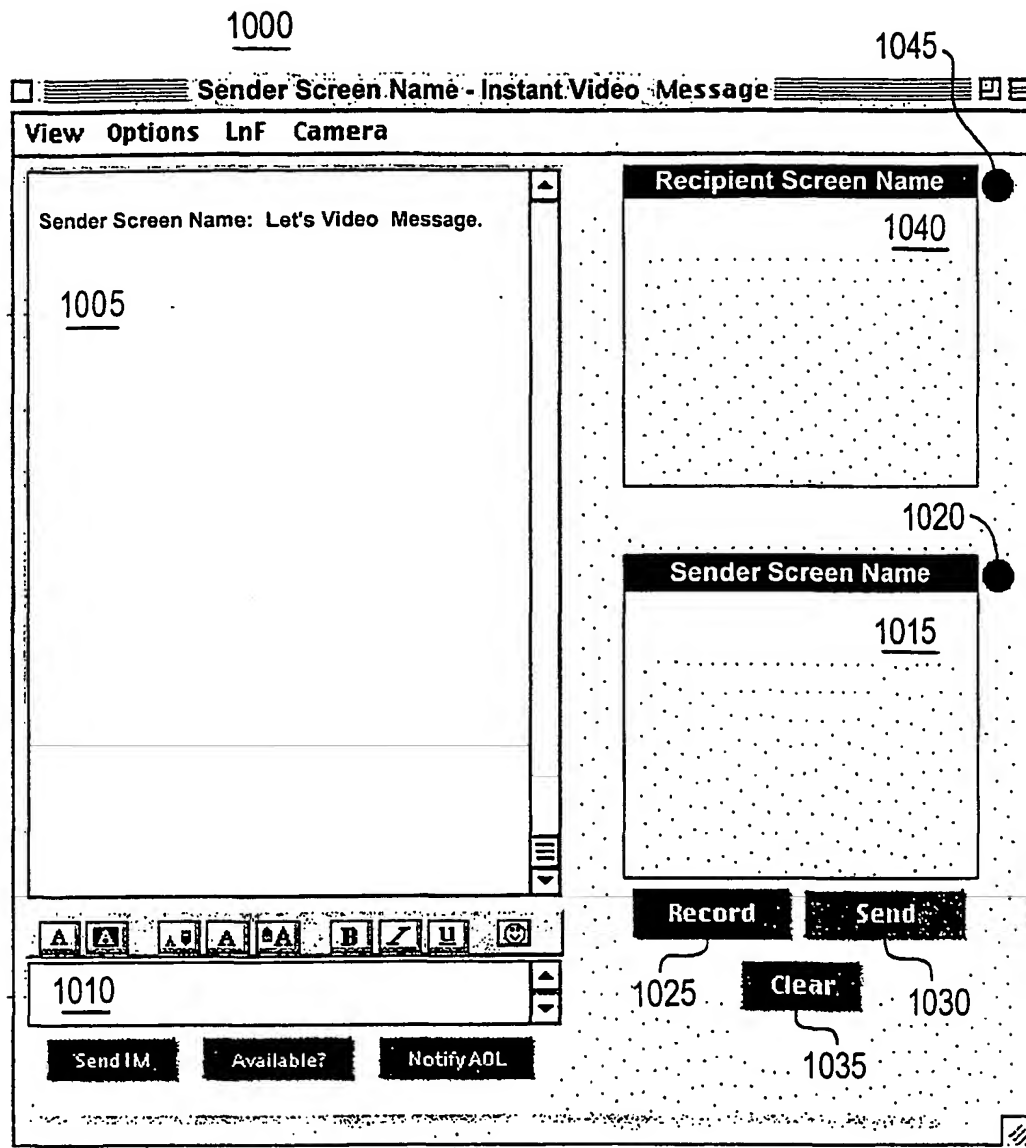 1000
1045
Sender Screen Name - Instant Video Message
View Options LnF Camera
Recipient Screen Name
1040
Sender Screen Name: Let's Video Message.
1005
1020
Sender Screen Name
1015
Record Send
A A A A A B I U
1010
1025 Clear 1030
Send IM Available? Notify AOL
1035